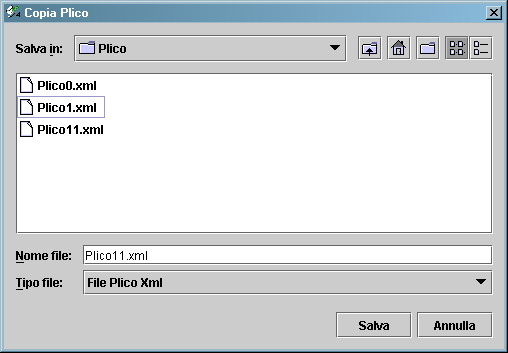 Copia Plico
Salva in: Plico
Plico0.xml
Plico1.xml
Plico11.xml
Nome file: Plico11.xml
Tipo file: File Plico Xml
Salva Annulla